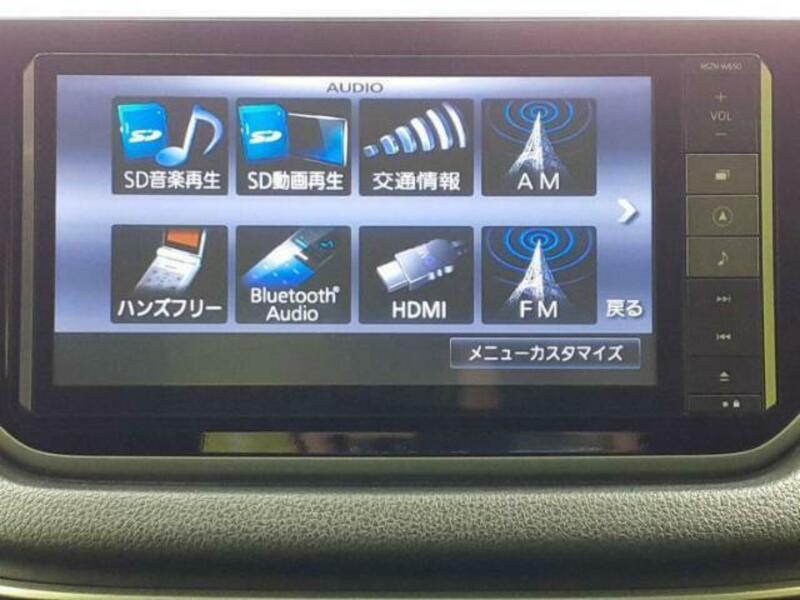 AUDIO
NSZN-W65D
SD音楽再生
SD動画再生
交通情報
AM
ハンズフリー
Bluetooth®
Audio
HDMI
FM
戻る
メニューカスタマイズ
+
VOL
−